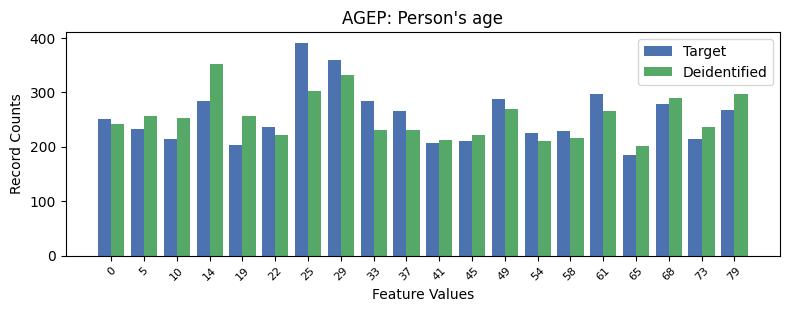 AGEP: Person's age
Target
Deidentified
Record Counts
400
300
200
100
0
0 5 10 14 19 22 25 29 33 37 41 45 49 54 58 61 65 68 73 79
Feature Values